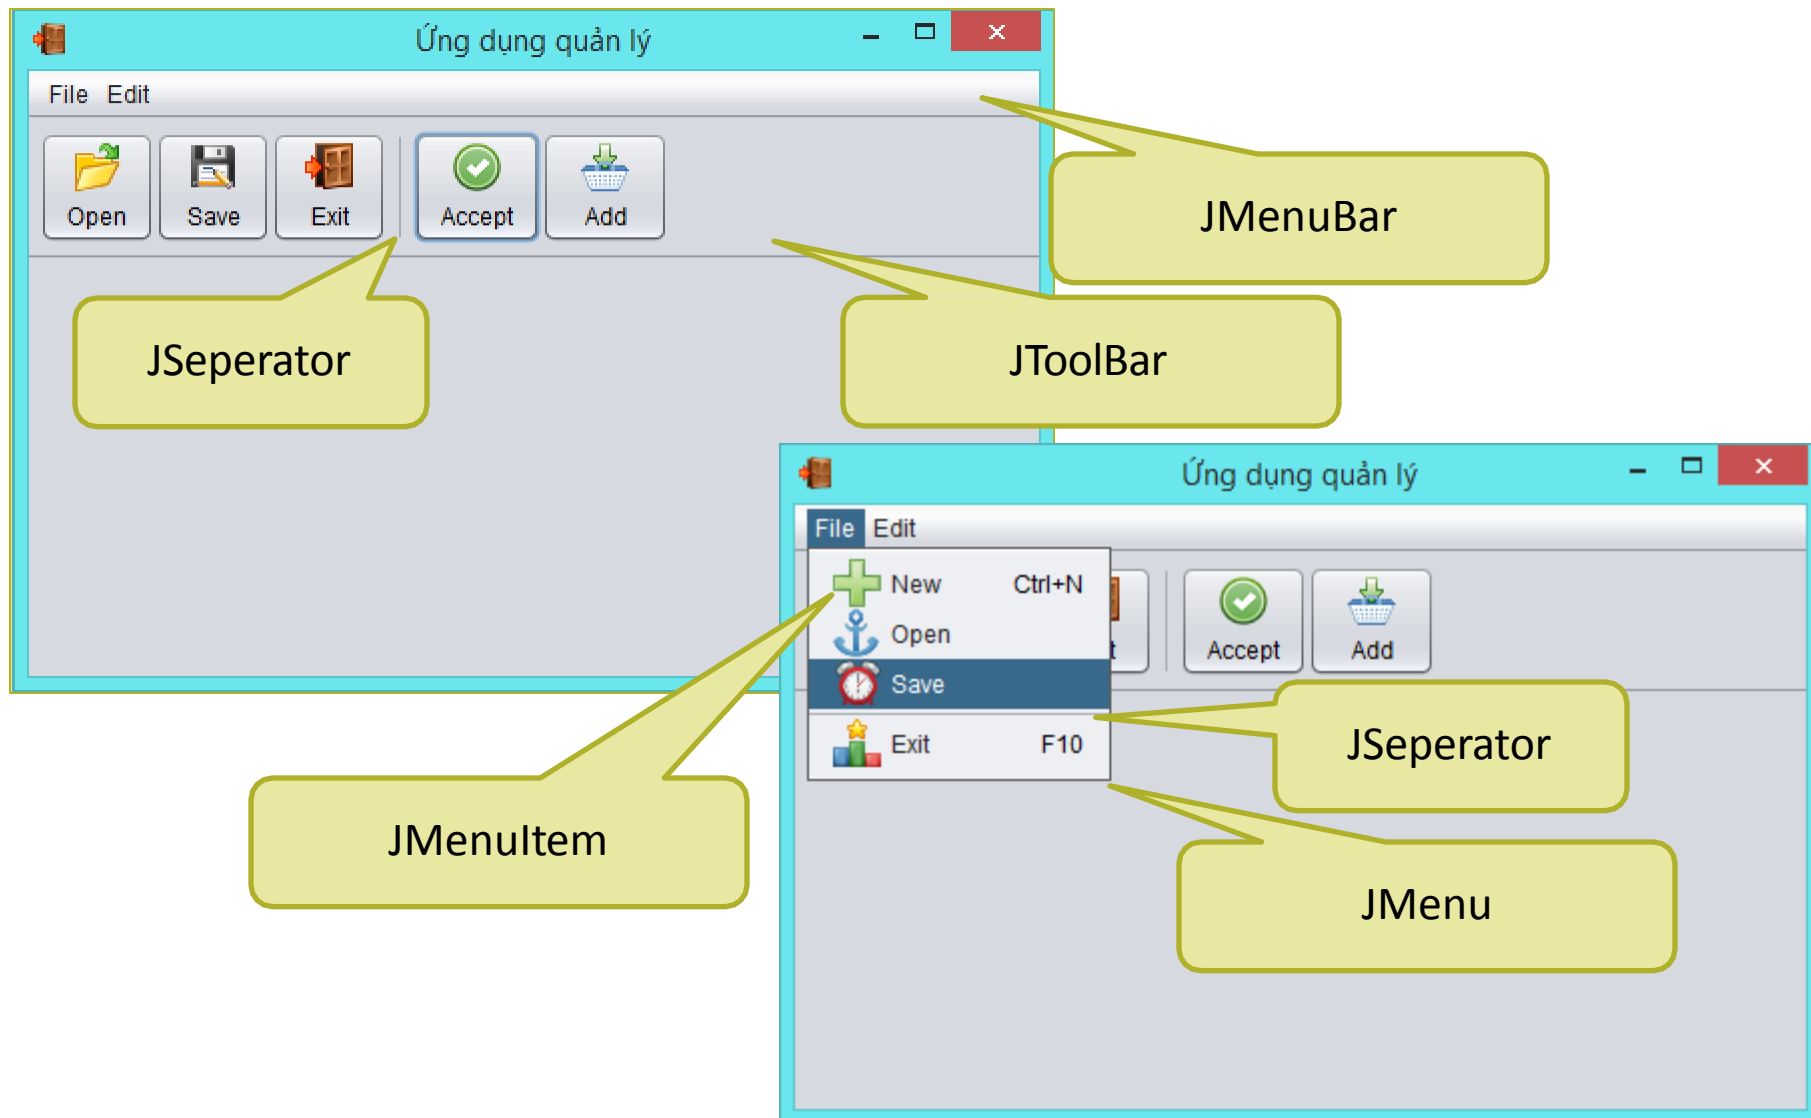 Ứng dụng quản lý
File Edit
Open Save Exit Accept Add
JMenuBar
JSeperator
JToolBar
Ứng dụng quản lý
File Edit
New Ctrl+N
Open
Save
Exit F10
t Accept Add
JSeperator
JMenuItem
JMenu